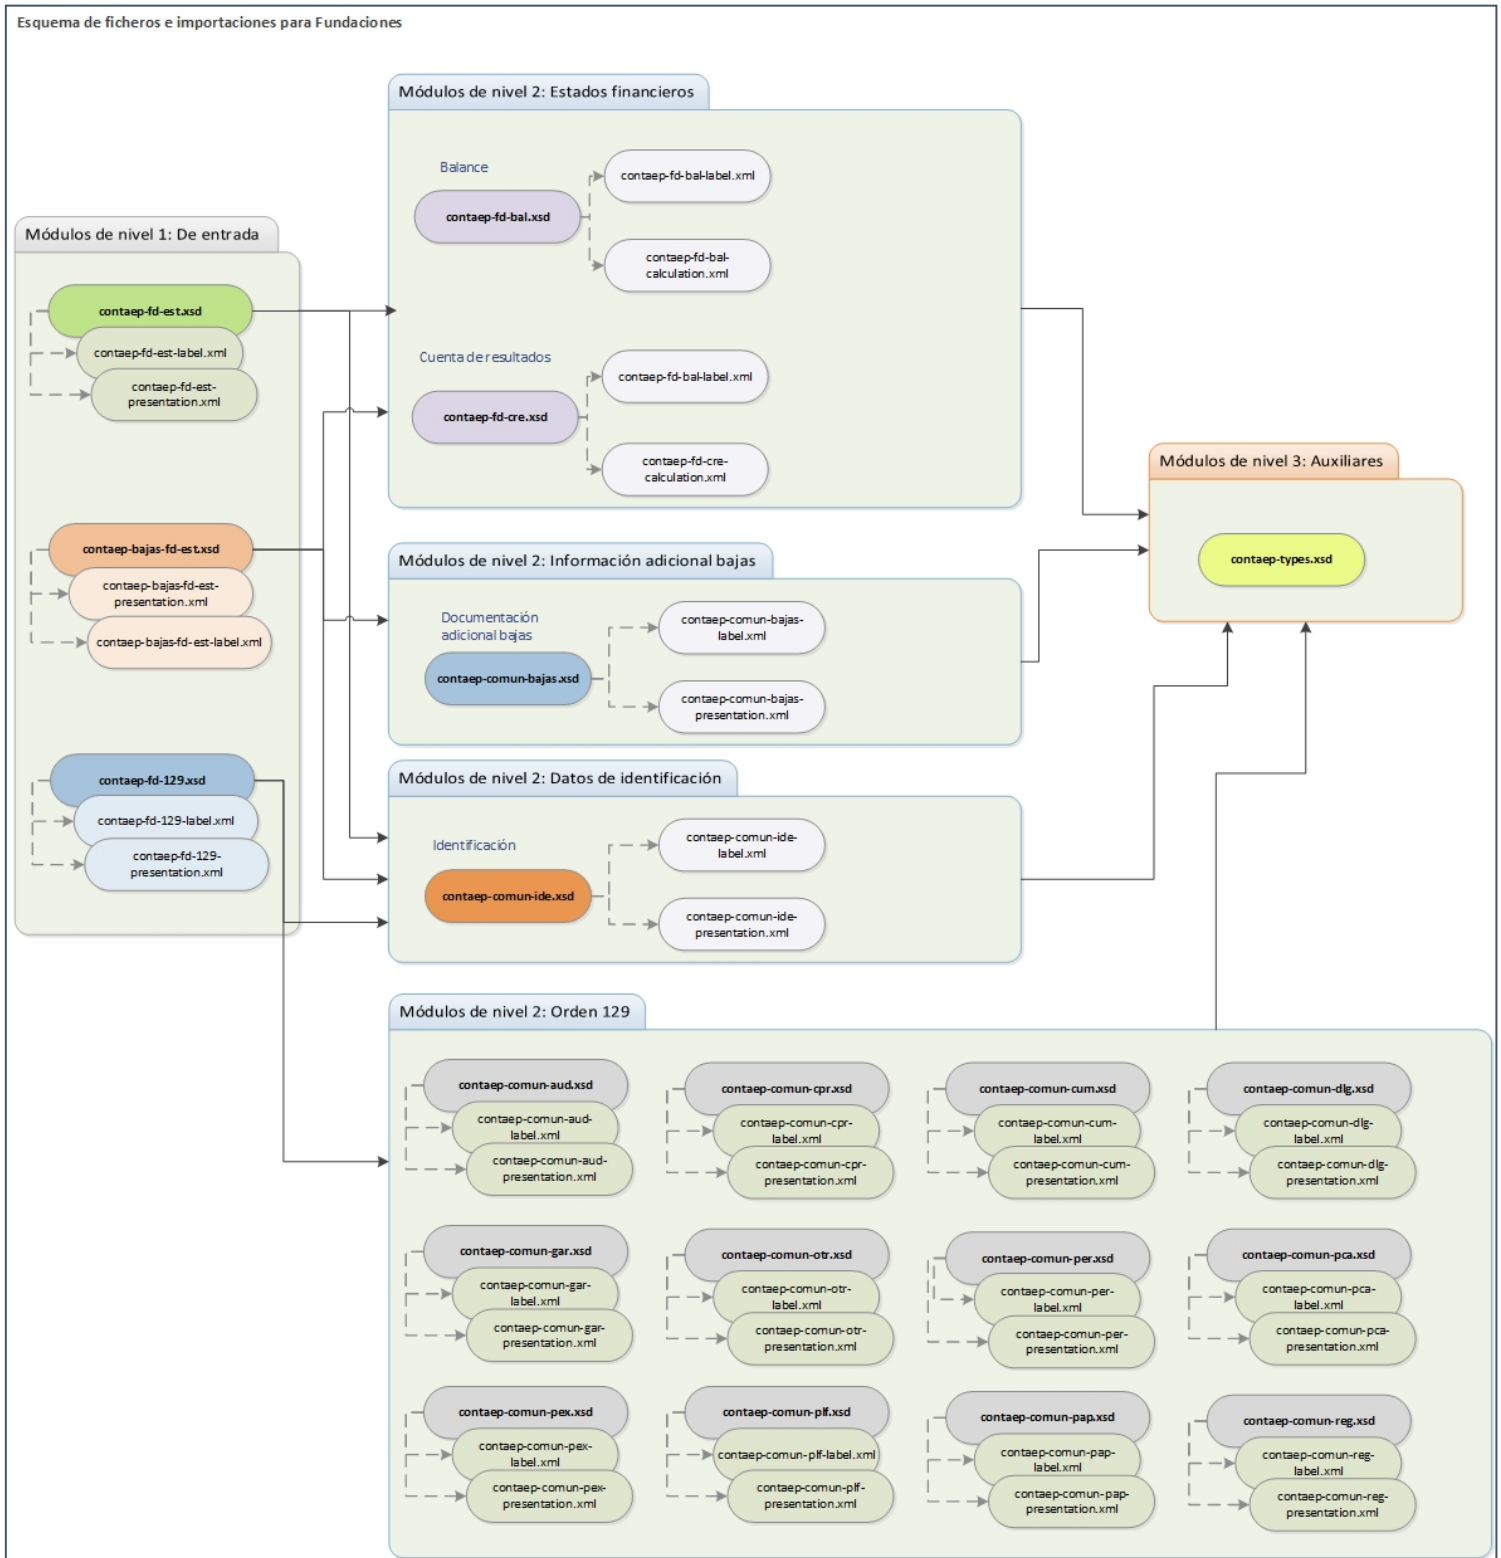 Esquema de ficheros e importaciones para Fundaciones
Módulos de nivel 1: De entrada
contaep-fd-est.xsd
contaep-fd-est-label.xml
contaep-fd-est-
presentation.xml
contaep-bajas-fd-est.xsd
contaep-bajas-fd-est-
presentation.xml
contaep-bajas-fd-est-label.xml
contaep-fd-129.xsd
contaep-fd-129-label.xml
contaep-fd-129-
presentation.xml
Módulos de nivel 2: Estados financieros
Balance
contaep-fd-bal.xsd
contaep-fd-bal-label.xml
contaep-fd-bal-
calculation.xml
Cuenta de resultados
contaep-fd-cre.xsd
contaep-fd-bal-label.xml
contaep-fd-cre-
calculation.xml
Módulos de nivel 2: Información adicional bajas
Documentación
adicional bajas
contaep-comun-bajas.xsd
contaep-comun-bajas-
label.xml
contaep-comun-bajas-
presentation.xml
Módulos de nivel 2: Datos de identificación
Identificación
contaep-comun-ide.xsd
contaep-comun-ide-
label.xml
contaep-comun-ide-
presentation.xml
Módulos de nivel 3: Auxiliares
contaep-types.xsd
Módulos de nivel 2: Orden 129
contaep-comun-aud.xsd
contaep-comun-aud-
label.xml
contaep-comun-aud-
presentation.xml
contaep-comun-cpr.xsd
contaep-comun-cpr-
label.xml
contaep-comun-cpr-
presentation.xml
contaep-comun-cum.xsd
contaep-comun-cum-
label.xml
contaep-comun-cum-
presentation.xml
contaep-comun-dlg.xsd
contaep-comun-dlg-
label.xml
contaep-comun-dlg-
presentation.xml
contaep-comun-gar.xsd
contaep-comun-gar-
label.xml
contaep-comun-gar-
presentation.xml
contaep-comun-otr.xsd
contaep-comun-otr-
label.xml
contaep-comun-otr-
presentation.xml
contaep-comun-per.xsd
contaep-comun-per-
label.xml
contaep-comun-per-
presentation.xml
contaep-comun-pca.xsd
contaep-comun-pca-
label.xml
contaep-comun-pca-
presentation.xml
contaep-comun-pex.xsd
contaep-comun-pex-
label.xml
contaep-comun-pex-
presentation.xml
contaep-comun-plf.xsd
contaep-comun-plf-label.xml
contaep-comun-plf-
presentation.xml
contaep-comun-pap.xsd
contaep-comun-pap-
label.xml
contaep-comun-pap-
presentation.xml
contaep-comun-reg.xsd
contaep-comun-reg-
label.xml
contaep-comun-reg-
presentation.xml